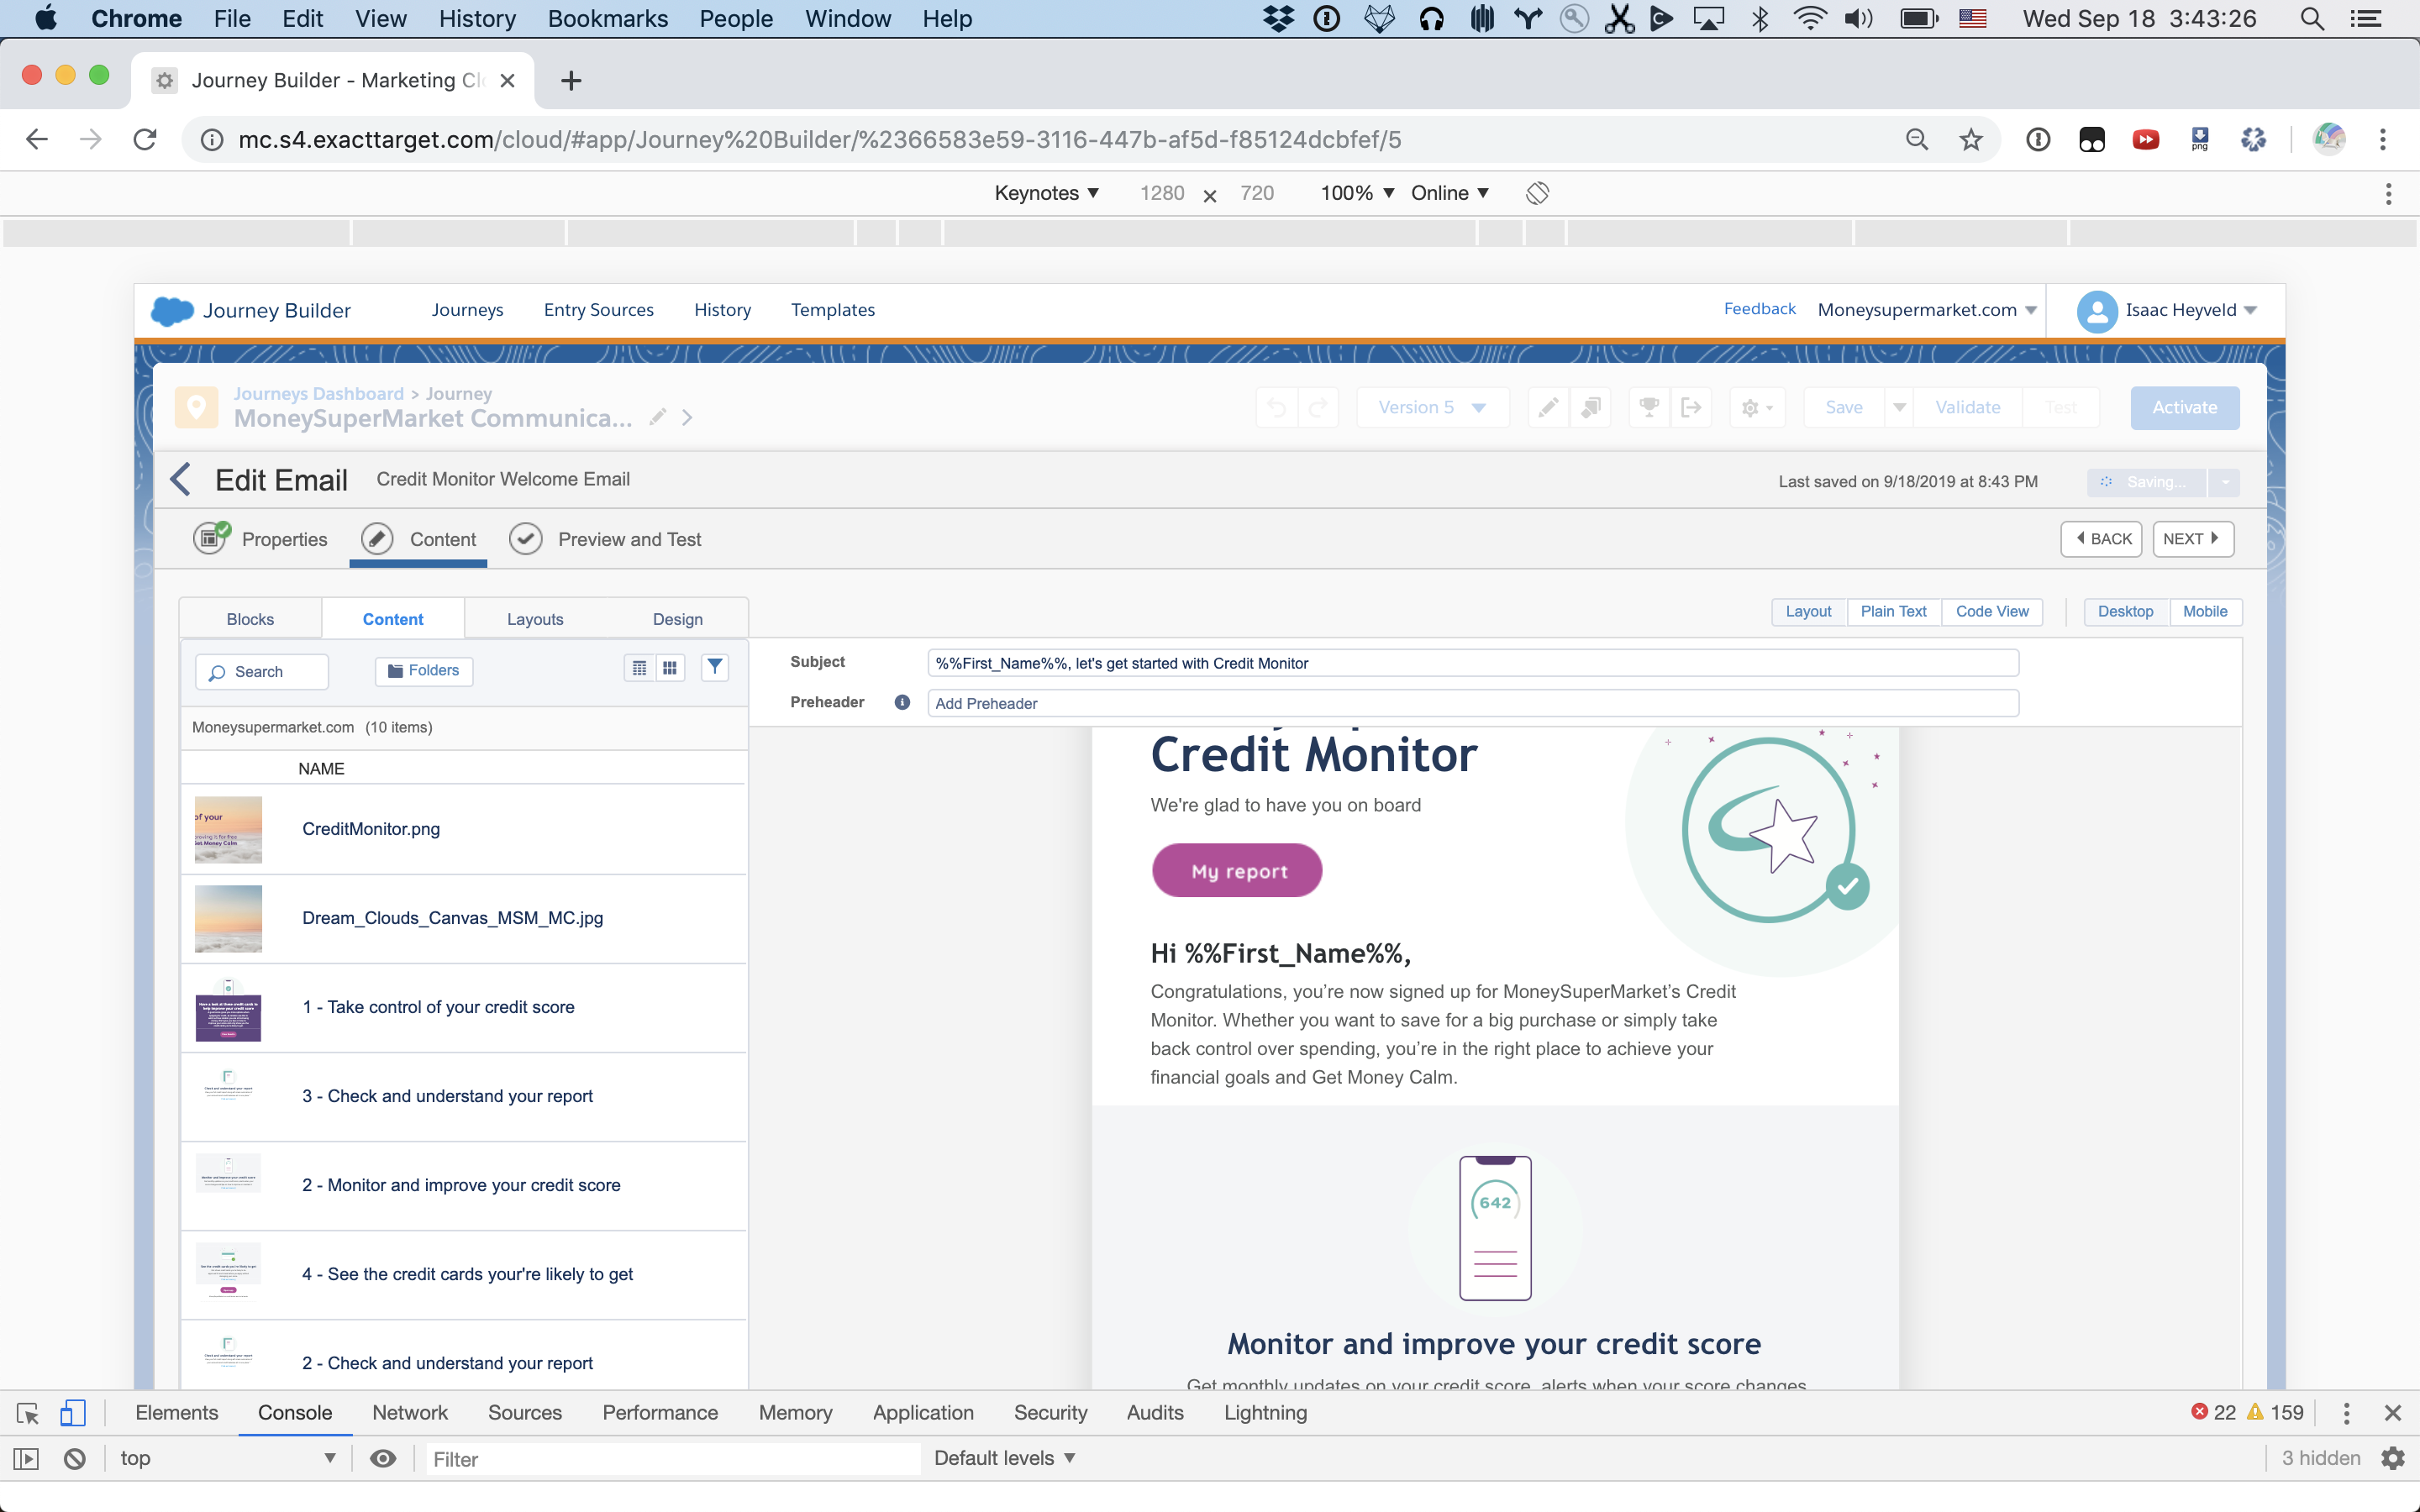 Chrome File Edit View History Bookmarks People Window Help Wed Sep 18 3:43:26
Journey Builder - Marketing Cl
mc.s4.exacttarget.com/cloud/#app/Journey%20Builder/%2366583e59-3116-447b-af5d-f85124dcbfef/5
png
Keynotes 1280 × 720 100% Online
Journey Builder Journeys Entry Sources History Templates Feedback Moneysupermarket.com Isaac Heyveld
Journeys Dashboard > Journey
MoneySuperMarket Communica... Version 5 Save Validate Test Activate
Edit Email Credit Monitor Welcome Email Last saved on 9/18/2019 at 8:43 PM Saving...
Properties Content Preview and Test BACK NEXT
Blocks Content Layouts Design Layout Plain Text Code View Desktop Mobile
Search Folders
Subject %%First_Name%%, let's get started with Credit Monitor
Preheader Add Preheader
Moneysupermarket.com (10 items)
NAME
CreditMonitor.png
Dream_Clouds_Canvas_MSM_MC.jpg
1 - Take control of your credit score
3 - Check and understand your report
2 - Monitor and improve your credit score
4 - See the credit cards your're likely to get
2 - Check and understand your report
Credit Monitor
We're glad to have you on board
My report
Hi %%First_Name%%,
Congratulations, you're now signed up for MoneySuperMarket's Credit
Monitor. Whether you want to save for a big purchase or simply take
back control over spending, you're in the right place to achieve your
financial goals and Get Money Calm.
642
Monitor and improve your credit score
Get monthly updates on your credit score, alerts when your score changes
Elements Console Network Sources Performance Memory Application Security Audits Lightning 22 159
top Filter Default levels 3 hidden